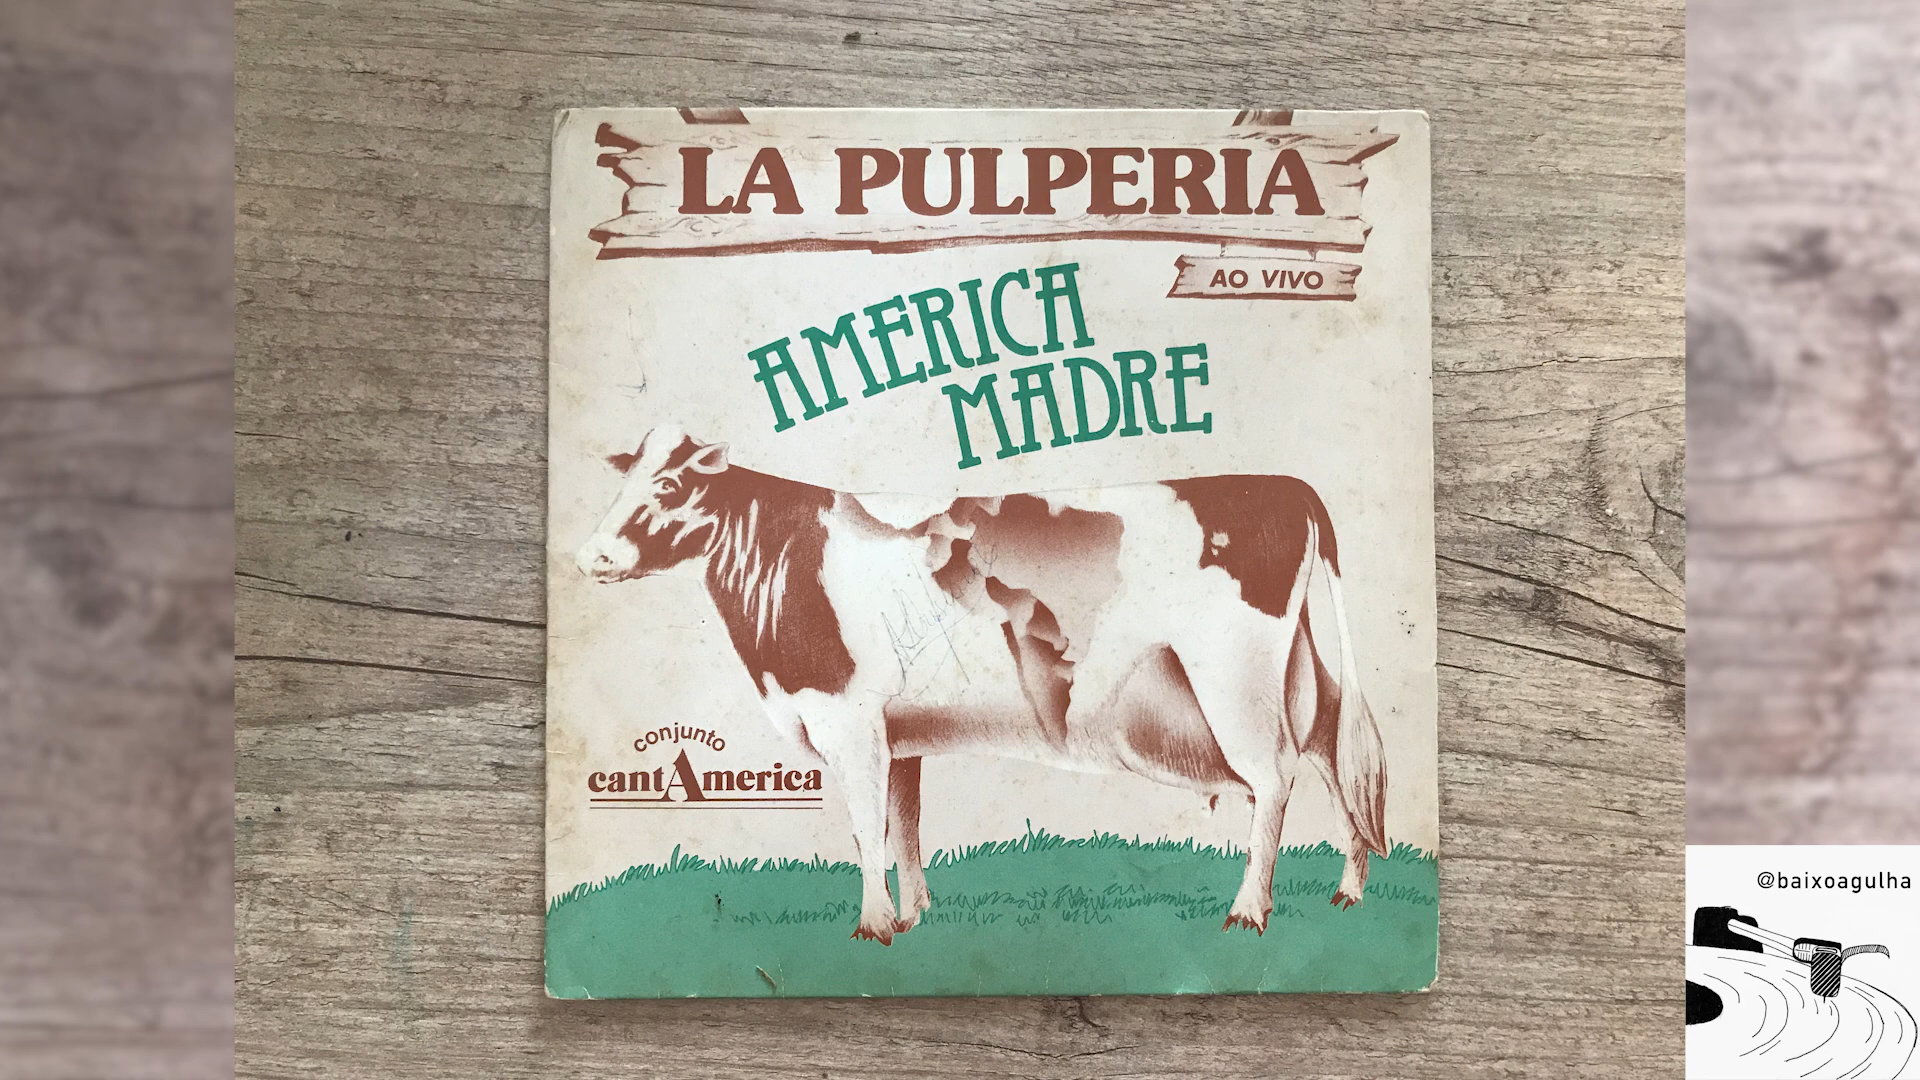 LA PULPERIA
AO VIVO
AMERICA
MADRE
conjunto
cantAmerica
@baixoagulha